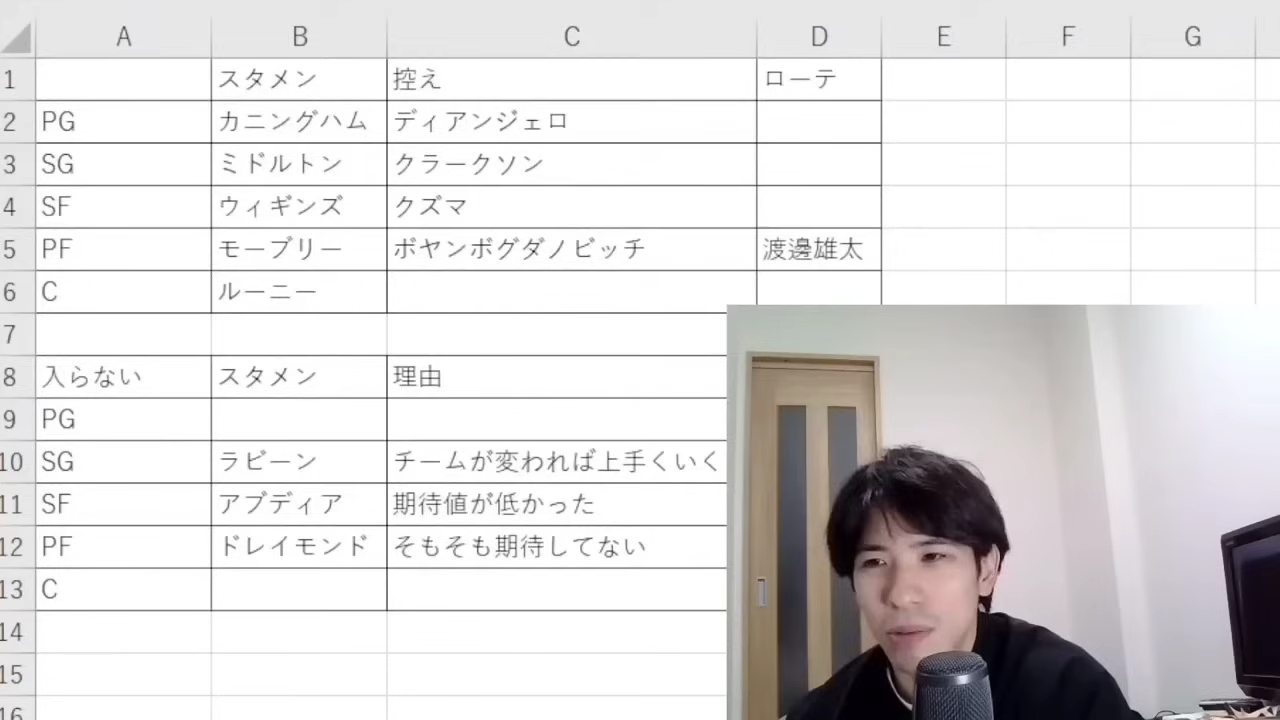 A B C D E F G
1 スタメン 控え ローテ
2 PG カニングハム ディアンジェロ
3 SG ミドルトン クラークソン
4 SF ウィギンズ クズマ
5 PF モーブリー ボヤンボグダノビッチ 渡邊雄太
6 C ルーニー
7
8 入らない スタメン 理由
9 PG
10 SG ラビーン チームが変われば上手くいく
11 SF アブディア 期待値が低かった
12 PF ドレイモンド そもそも期待してない
13 C
14
15
16